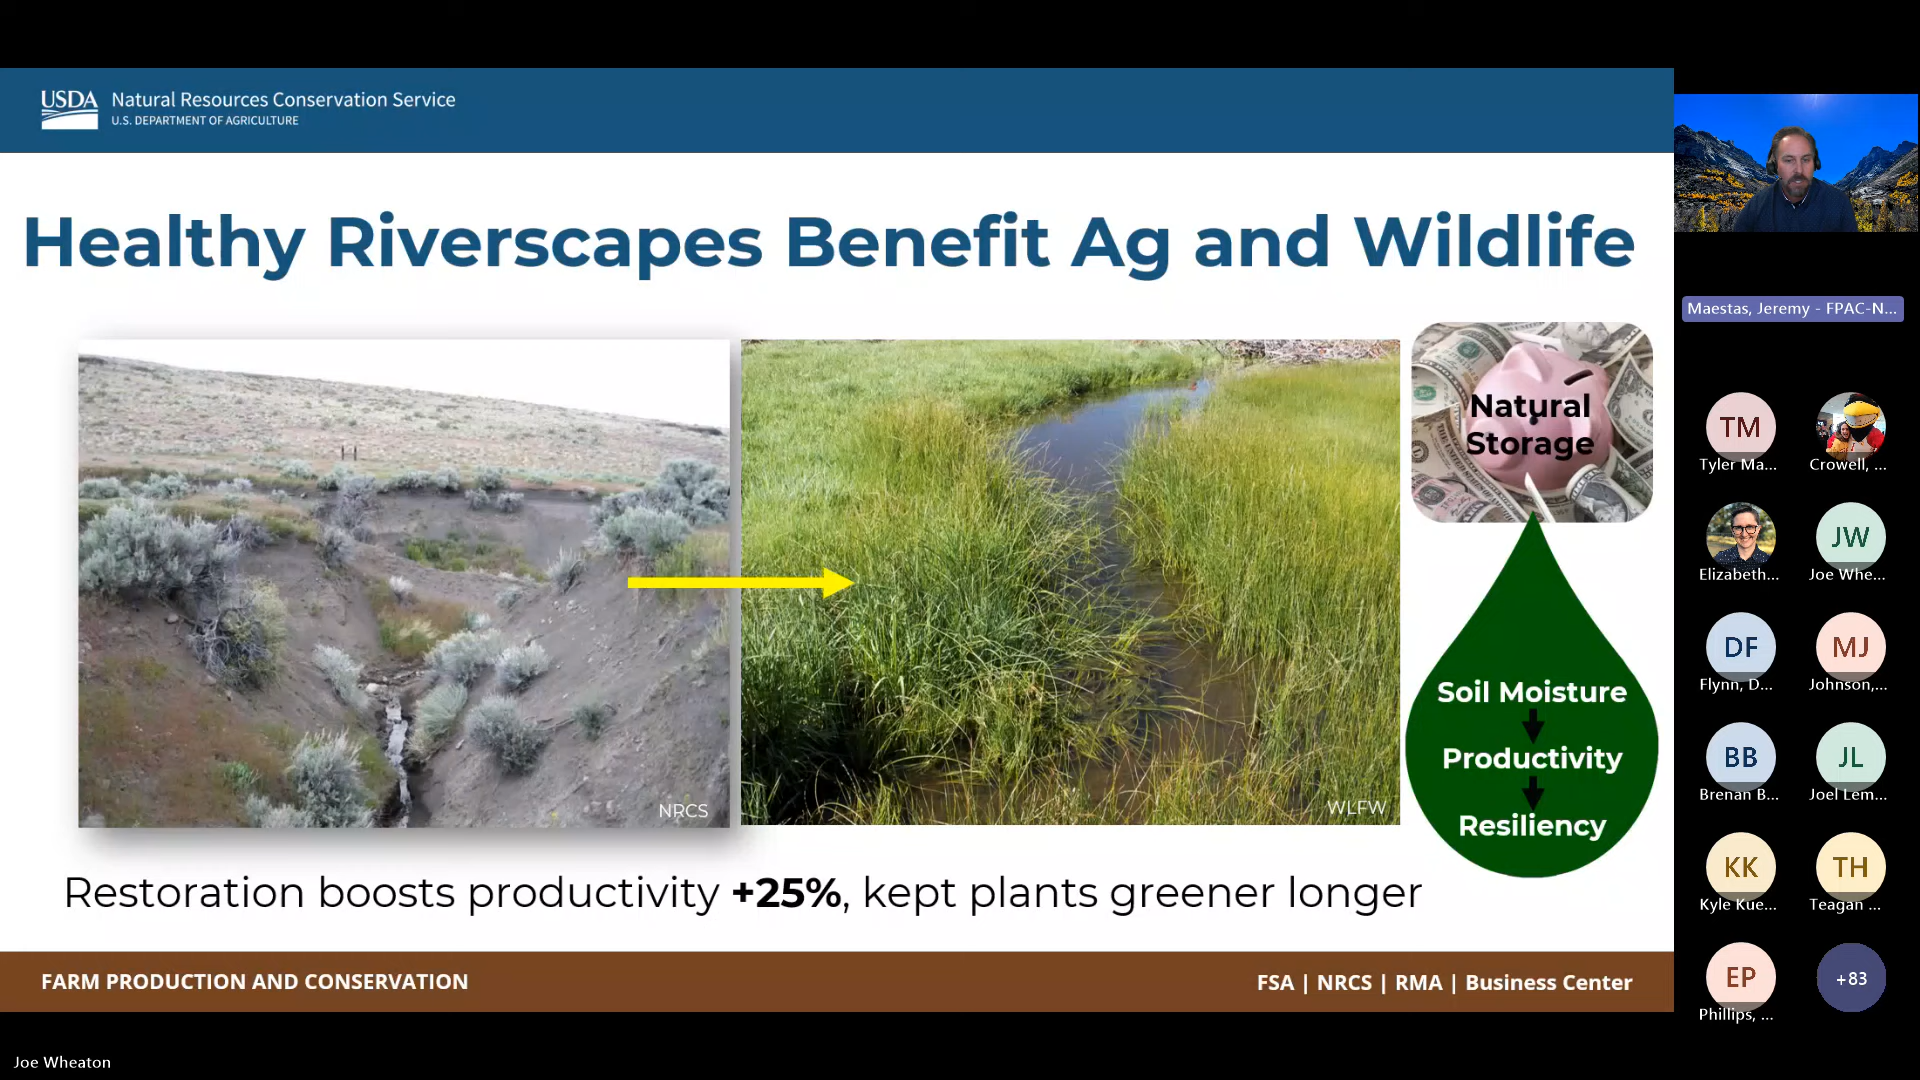 USDA
Natural Resources Conservation Service
U.S. DEPARTMENT OF AGRICULTURE
Healthy Riverscapes Benefit Ag and Wildlife
Maestas, Jeremy - FPAC-N...
Natural
Storage
TM
Tyler Ma...
Crowell, ...
Elizabeth...
JW
Joe Whe...
DF
Flynn, D...
MJ
Johnson,...
Soil Moisture
Productivity
Resiliency
BB
Brenan B...
JL
Joel Lem...
NRCS
WLFW
KK
Kyle Kue...
TH
Teagan ...
Restoration boosts productivity +25%, kept plants greener longer
EP
Phillips, ...
+83
FARM PRODUCTION AND CONSERVATION
FSA | NRCS | RMA | Business Center
Joe Wheaton